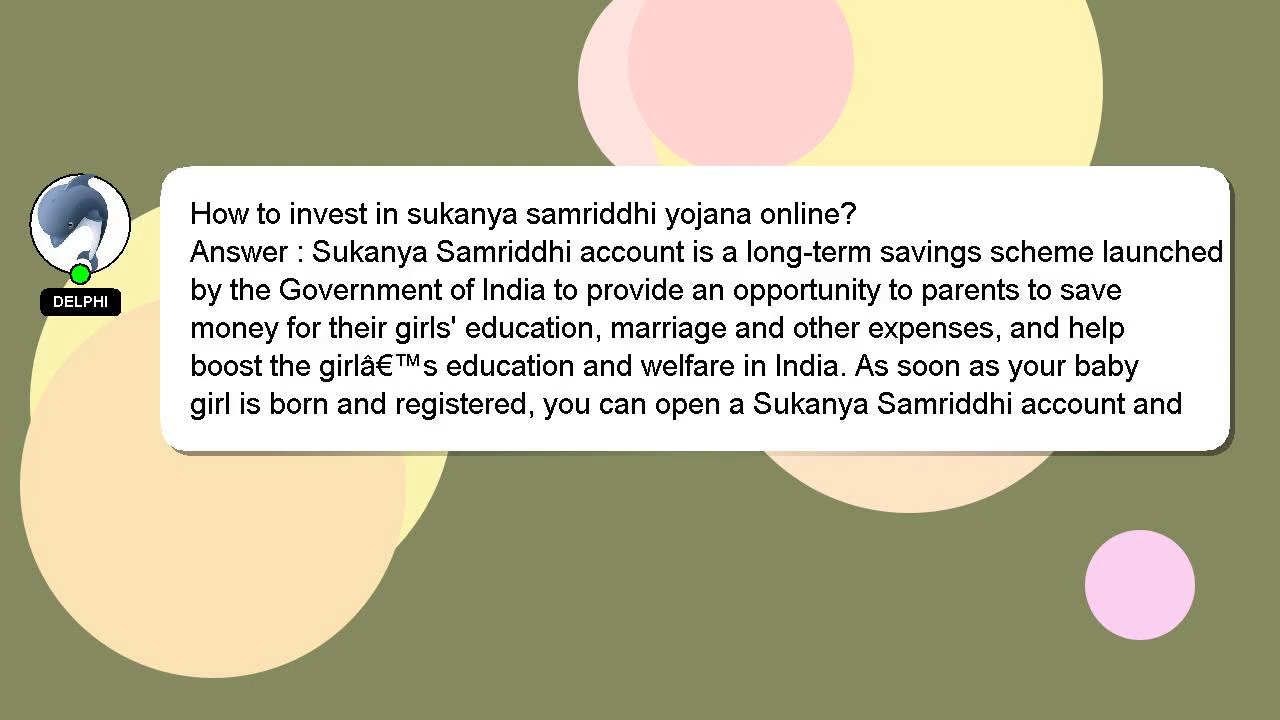 How to invest in sukanya samriddhi yojana online?
Answer : Sukanya Samriddhi account is a long-term savings scheme launched
by the Government of India to provide an opportunity to parents to save
money for their girls' education, marriage and other expenses, and help
boost the girlâ€™s education and welfare in India. As soon as your baby
girl is born and registered, you can open a Sukanya Samriddhi account and
DELPHI